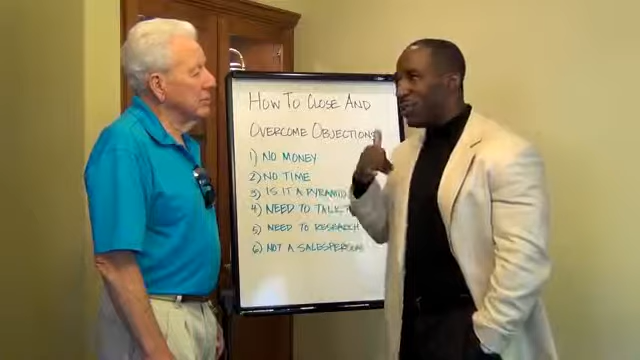 How To Close And
Overcome Objections
1) No Money
2) No Time
3) Is It A Pyramid
4) Need To Talk
5) Need To Research
6) Not A Salesperson